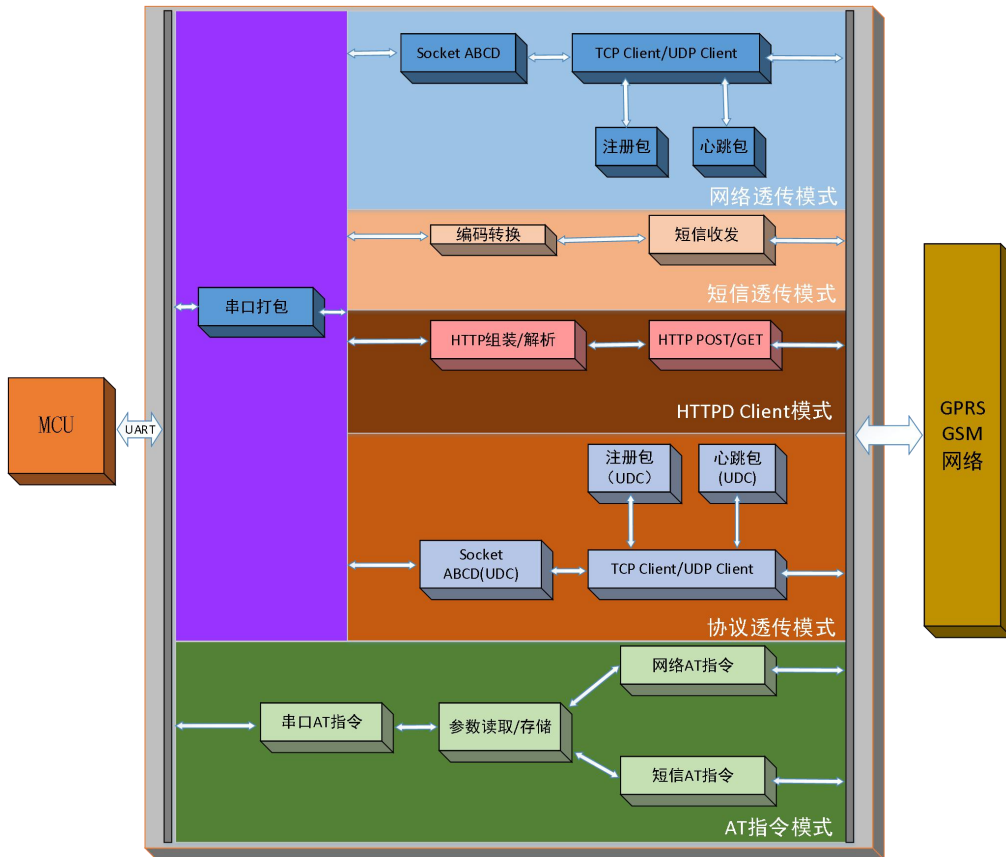 Socket ABCD
TCP Client/UDP Client
注册包
心跳包
网络透传模式
编码转换
短信收发
短信透传模式
串口打包
HTTP组装/解析
HTTP POST/GET
HTTPD Client模式
MCU
UART
GPRS
GSM
网络
注册包
（UDC）
心跳包
(UDC)
Socket
ABCD(UDC)
TCP Client/UDP Client
协议透传模式
网络AT指令
串口AT指令
参数读取/存储
短信AT指令
AT指令模式